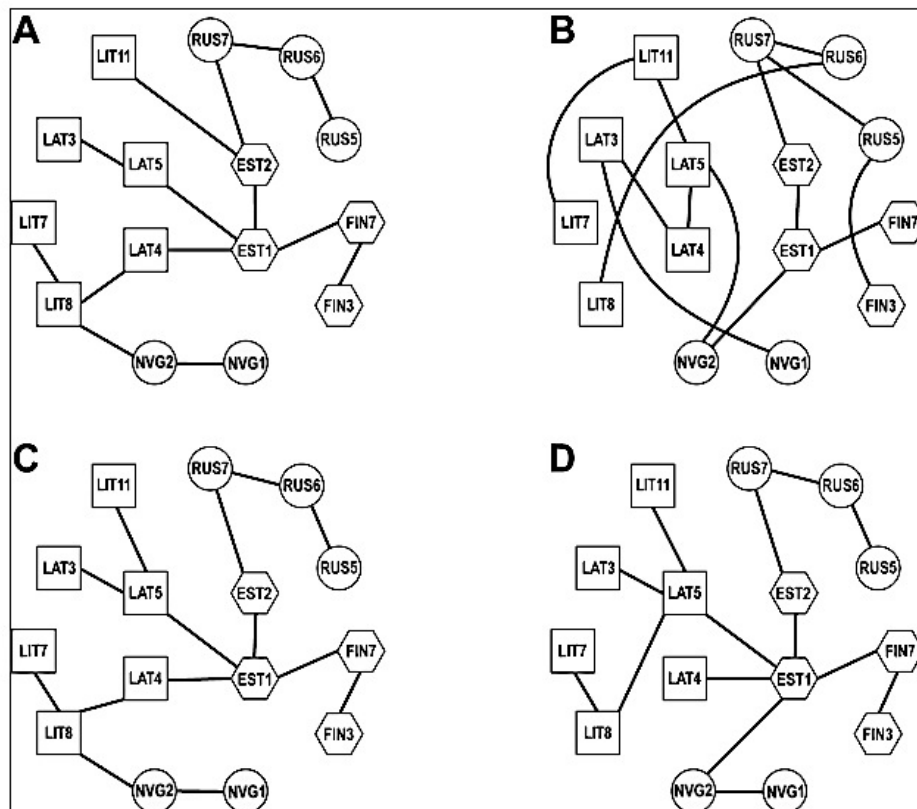 A
LIT11
RUS7
RUS6
LAT3
LAT5
EST2
RUS5
LIT7
LAT4
EST1
FIN7
LIT8
FIN3
NVG2
NVG1
B
LIT11
RUS7
RUS6
LAT3
LAT5
EST2
RUS5
LIT7
LAT4
EST1
FIN7
LIT8
FIN3
NVG2
NVG1
C
LIT11
RUS7
RUS6
LAT3
LAT5
EST2
RUS5
LIT7
LAT4
EST1
FIN7
LIT8
FIN3
NVG2
NVG1
D
LIT11
RUS7
RUS6
LAT3
LAT5
EST2
RUS5
LIT7
LAT4
EST1
FIN7
LIT8
FIN3
NVG2
NVG1